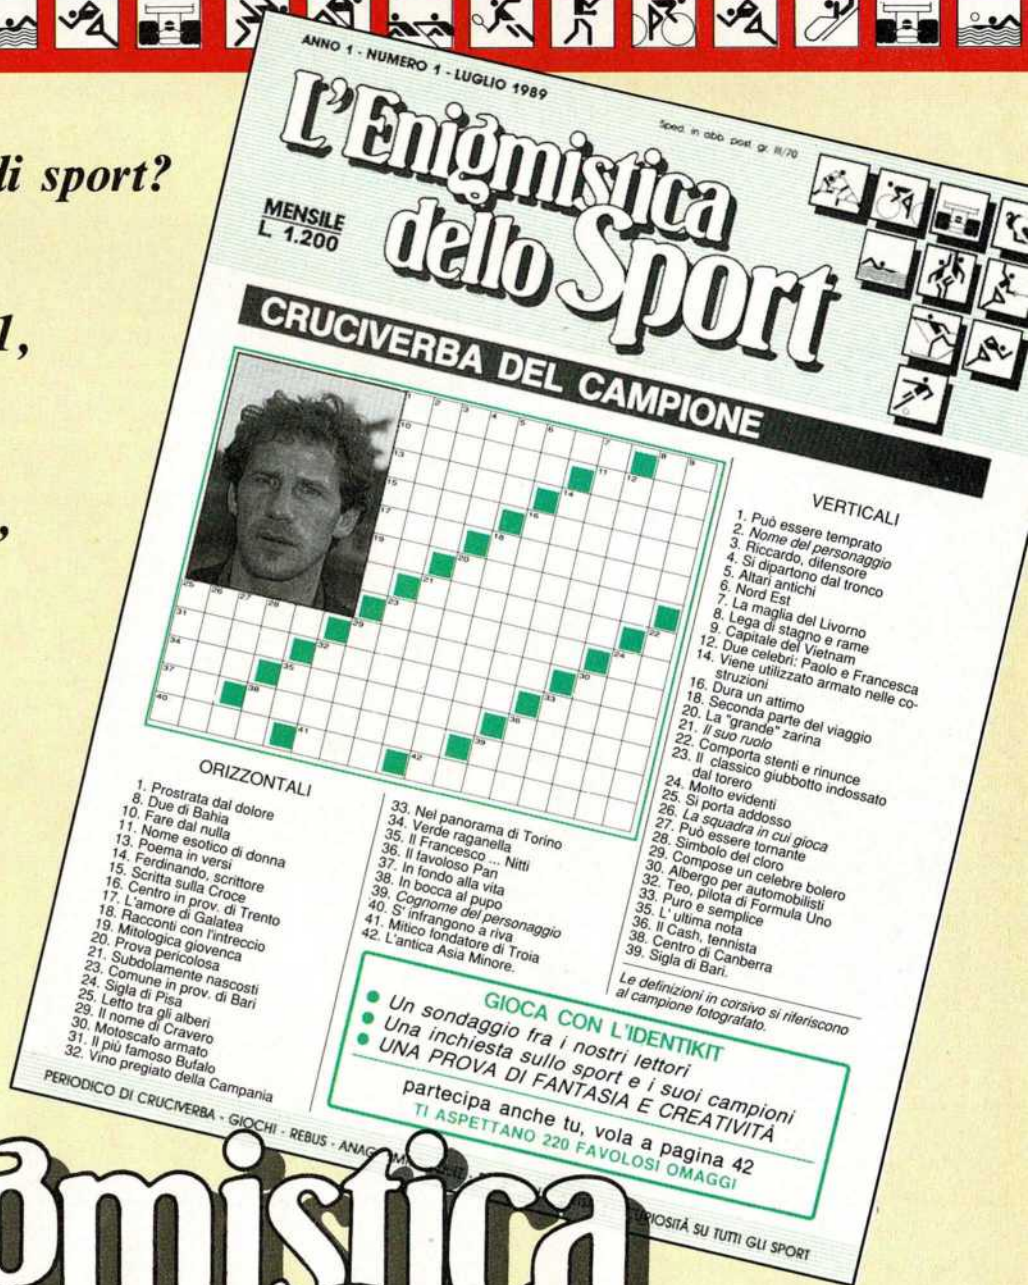 di sport?
1,
,
ANNO 1 - NUMERO 1 - LUGLIO 1989
Sped. in abb. post. gr. III/70
L'Enigmistica
dello Sport
MENSILE
L 1.200
CRUCIVERBA DEL CAMPIONE
ORIZZONTALI
1. Prostrata dal dolore
8. Due di Bahia
10. Fare dal nulla
11. Nome esotico di donna
13. Poema in versi
14. Ferdinando, scrittore
15. Scritta sulla Croce
16. Centro in prov. di Trento
17. L'amore di Galatea
18. Racconti con l'intreccio
19. Mitologica giovenca
20. Prova pericolosa
21. Subdolamente nascosti
23. Comune in prov. di Bari
24. Sigla di Pisa
25. Letto tra gli alberi
29. Il nome di Cravero
30. Motoscafo armato
31. Il più famoso Bufalo
32. Vino pregiato della Campania
33. Nel panorama di Torino
34. Verde raganella
35. Il Francesco ... Nitti
36. Il favoloso Pan
37. In fondo alla vita
38. In bocca al pupo
39. Cognome del personaggio
40. S' infrangono a riva
41. Mitico fondatore di Troia
42. L'antica Asia Minore.
VERTICALI
1. Può essere temprato
2. Nome del personaggio
3. Riccardo, difensore
4. Si dipartono dal tronco
5. Altari antichi
6. Nord Est
7. La maglia del Livorno
8. Lega di stagno e rame
9. Capitale del Vietnam
12. Due celebri: Paolo e Francesca
14. Viene utilizzato armato nelle co-
struzioni
16. Dura un attimo
18. Seconda parte del viaggio
20. La "grande" zarina
21. Il suo ruolo
22. Comporta stenti e rinunce
23. Il classico giubbotto indossato
dal torero
24. Molto evidenti
25. Si porta addosso
26. La squadra in cui gioca
27. Può essere tornante
28. Simbolo del cloro
29. Compose un celebre bolero
30. Albergo per automobilisti
32. Teo, pilota di Formula Uno
33. Puro e semplice
35. L' ultima nota
36. Il Cash, tennista
38. Centro di Canberra
39. Sigla di Bari.
Le definizioni in corsivo si riferiscono
al campione fotografato.
GIOCA CON L'IDENTIKIT
• Un sondaggio fra i nostri lettori
• Una inchiesta sullo sport e i suoi campioni
• UNA PROVA DI FANTASIA E CREATIVITÀ
partecipa anche tu, vola a pagina 42
TI ASPETTANO 220 FAVOLOSI OMAGGI
PERIODICO DI CRUCIVERBA - GIOCHI - REBUS - CURIOSITÀ SU TUTTI GLI SPORT
gmistica